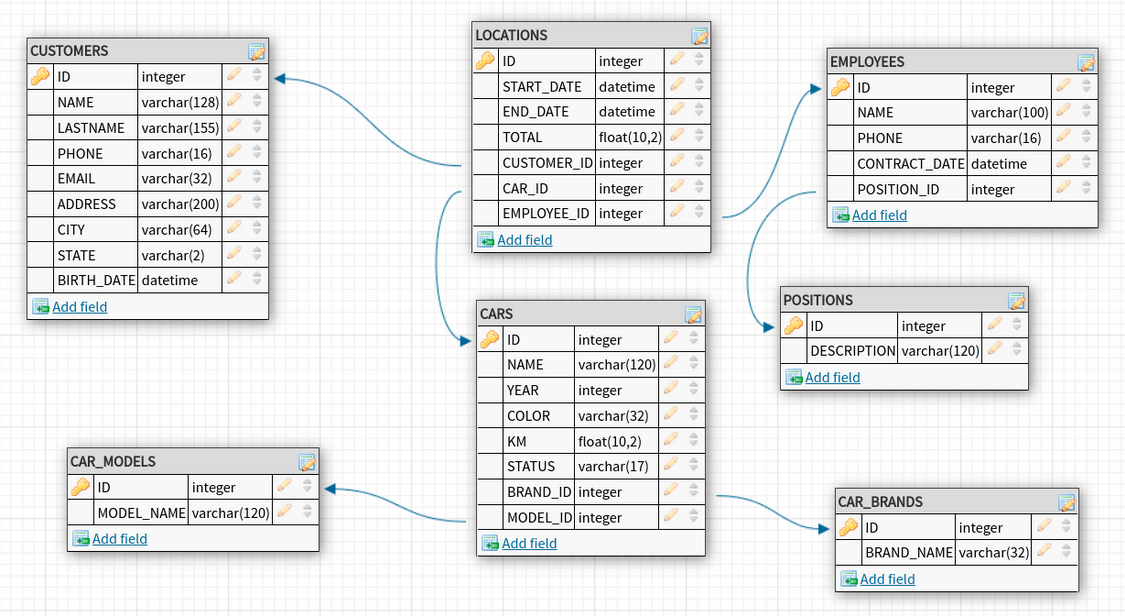 CUSTOMERS
ID integer
NAME varchar(128)
LASTNAME varchar(155)
PHONE varchar(16)
EMAIL varchar(32)
ADDRESS varchar(200)
CITY varchar(64)
STATE varchar(2)
BIRTH_DATE datetime
Add field
LOCATIONS
ID integer
START_DATE datetime
END_DATE datetime
TOTAL float(10,2)
CUSTOMER_ID integer
CAR_ID integer
EMPLOYEE_ID integer
Add field
EMPLOYEES
ID integer
NAME varchar(100)
PHONE varchar(16)
CONTRACT_DATE datetime
POSITION_ID integer
Add field
POSITIONS
ID integer
DESCRIPTION varchar(120)
Add field
CARS
ID integer
NAME varchar(120)
YEAR integer
COLOR varchar(32)
KM float(10,2)
STATUS varchar(17)
BRAND_ID integer
MODEL_ID integer
Add field
CAR_MODELS
ID integer
MODEL_NAME varchar(120)
Add field
CAR_BRANDS
ID integer
BRAND_NAME varchar(32)
Add field